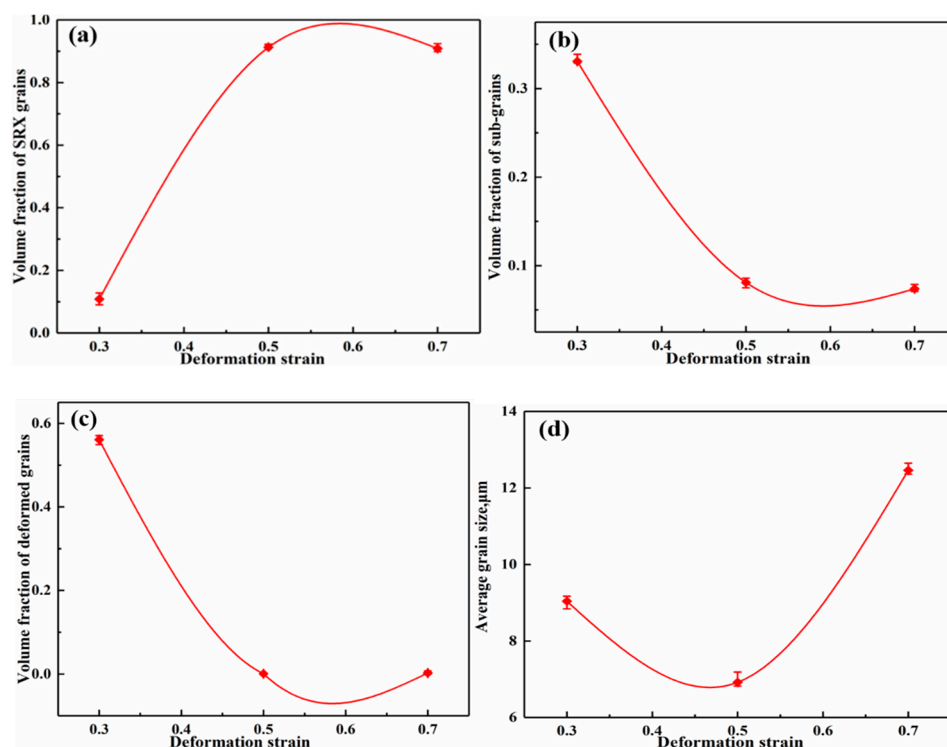 (a)
Volume fraction of SRX grains
1.0
0.8
0.6
0.4
0.2
0.0
0.3 0.4 0.5 0.6 0.7
Deformation strain
(b)
Volume fraction of sub-grains
0.3
0.2
0.1
0.3 0.4 0.5 0.6 0.7
Deformation strain
(c)
Volume fraction of deformed grains
0.6
0.4
0.2
0.0
0.3 0.4 0.5 0.6 0.7
Deformation strain
(d)
Average grain size,μm
14
12
10
8
6
0.3 0.4 0.5 0.6 0.7
Deformation strain